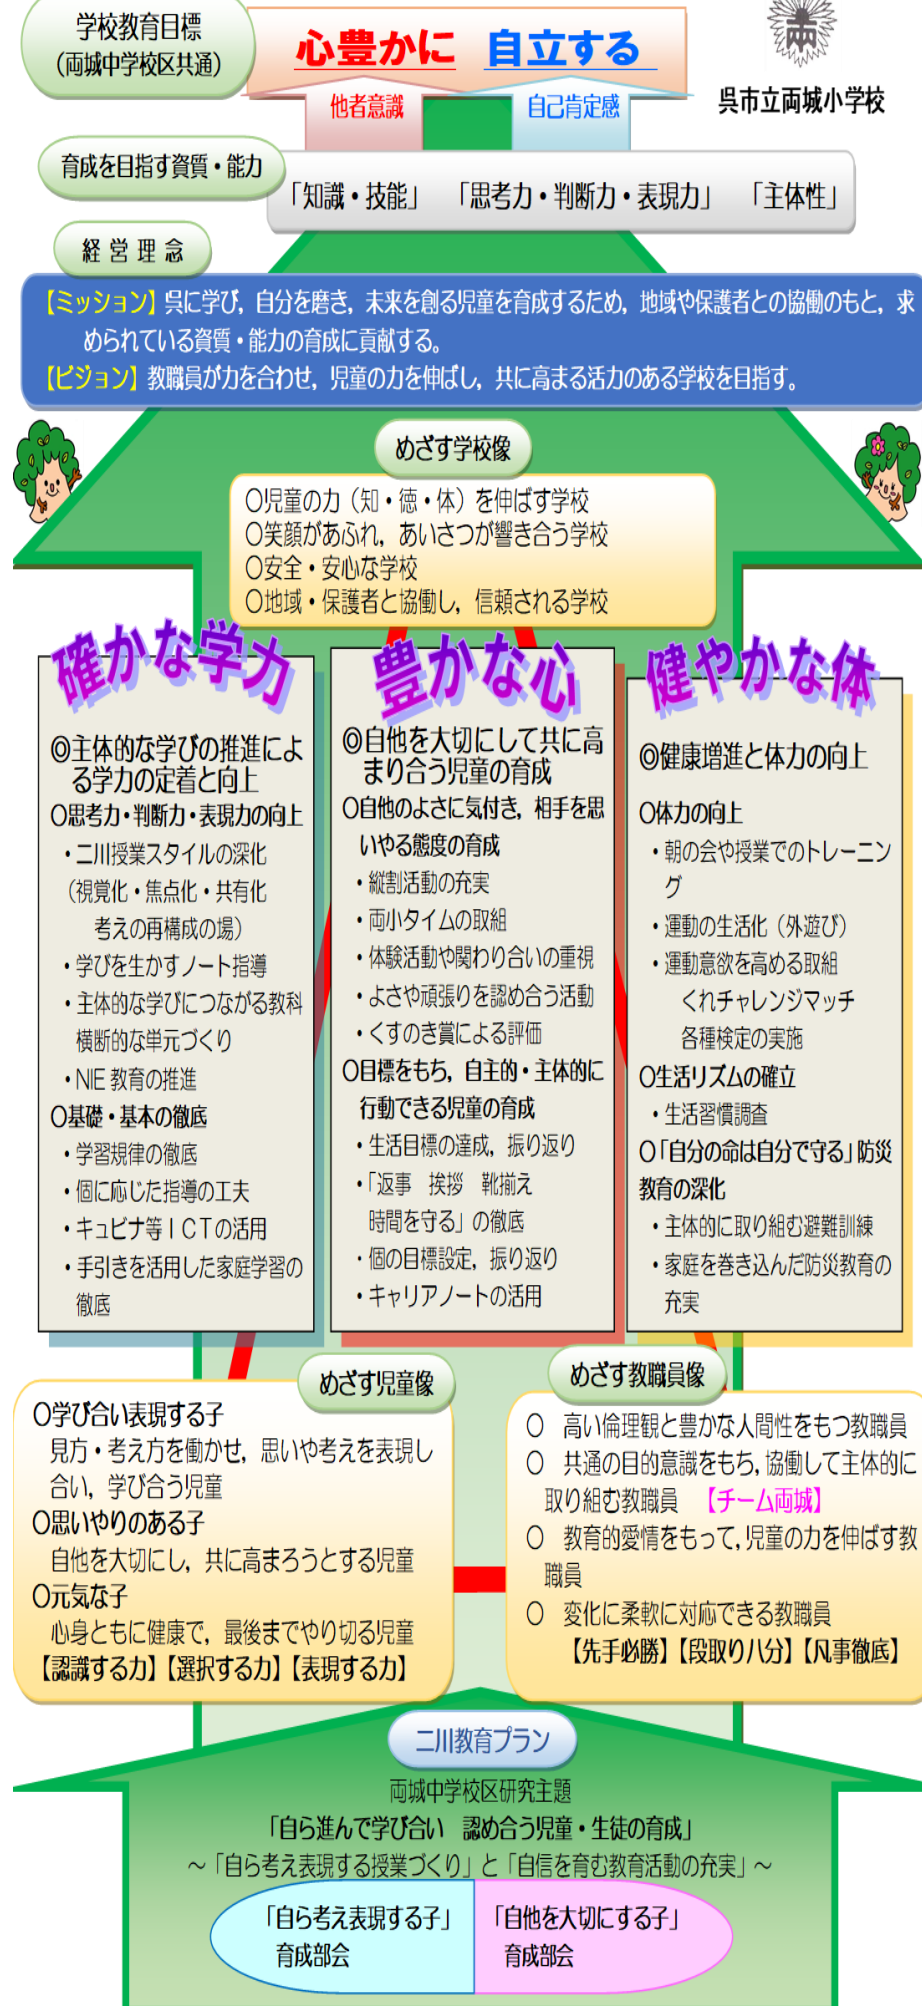 学校教育目標
(両城中学校区共通)
心豊かに 自立する
他者意識
自己肯定感
両
呉市立両城小学校
育成を目指す資質・能力
「知識・技能」 「思考力・判断力・表現力」 「主体性」
経営理念
【ミッション】呉に学び，自分を磨き，未来を創る児童を育成するため，地域や保護者との協働のもと，求
められている資質・能力の育成に貢献する。
【ビジョン】教職員が力を合わせ，児童の力を伸ばし，共に高まる活力のある学校を目指す。
めざす学校像
〇児童の力（知・徳・体）を伸ばす学校
〇笑顔があふれ，あいさつが響き合う学校
〇安全・安心な学校
〇地域・保護者と協働し，信頼される学校
確かな学力
◎主体的な学びの推進によ
る学力の定着と向上
〇思考力・判断力・表現力の向上
・二川授業スタイルの深化
（視覚化・焦点化・共有化
考えの再構成の場）
・学びを生かすノート指導
・主体的な学びにつながる教科
横断的な単元づくり
・NIE 教育の推進
〇基礎・基本の徹底
・学習規律の徹底
・個に応じた指導の工夫
・キュビナ等ＩＣＴの活用
・手引きを活用した家庭学習の
徹底
豊かな心
◎自他を大切にして共に高
まり合う児童の育成
〇自他のよさに気付き，相手を思
いやる態度の育成
・縦割活動の充実
・両小タイムの取組
・体験活動や関わり合いの重視
・よさや頑張りを認め合う活動
・くすのき賞による評価
〇目標をもち，自主的・主体的に
行動できる児童の育成
・生活目標の達成，振り返り
・「返事 挨拶 靴揃え
時間を守る」の徹底
・個の目標設定，振り返り
・キャリアノートの活用
健やかな体
◎健康増進と体力の向上
〇体力の向上
・朝の会や授業でのトレーニン
グ
・運動の生活化（外遊び）
・運動意欲を高める取組
くれチャレンジマッチ
各種検定の実施
〇生活リズムの確立
・生活習慣調査
〇「自分の命は自分で守る」防災
教育の深化
・主体的に取り組む避難訓練
・家庭を巻き込んだ防災教育の
充実
めざす児童像
〇学び合い表現する子
見方・考え方を働かせ，思いや考えを表現し
合い，学び合う児童
〇思いやりのある子
自他を大切にし，共に高まろうとする児童
〇元気な子
心身ともに健康で，最後までやり切る児童
【認識する力】【選択する力】【表現する力】
めざす教職員像
〇 高い倫理観と豊かな人間性をもつ教職員
〇 共通の目的意識をもち，協働して主体的に
取り組む教職員 【チーム両城】
〇 教育的愛情をもって，児童の力を伸ばす教
職員
〇 変化に柔軟に対応できる教職員
【先手必勝】【段取り八分】【凡事徹底】
二川教育プラン
両城中学校区研究主題
「自ら進んで学び合い 認め合う児童・生徒の育成」
～「自ら考え表現する授業づくり」と「自信を育む教育活動の充実」～
「自ら考え表現する子」
育成部会
「自他を大切にする子」
育成部会